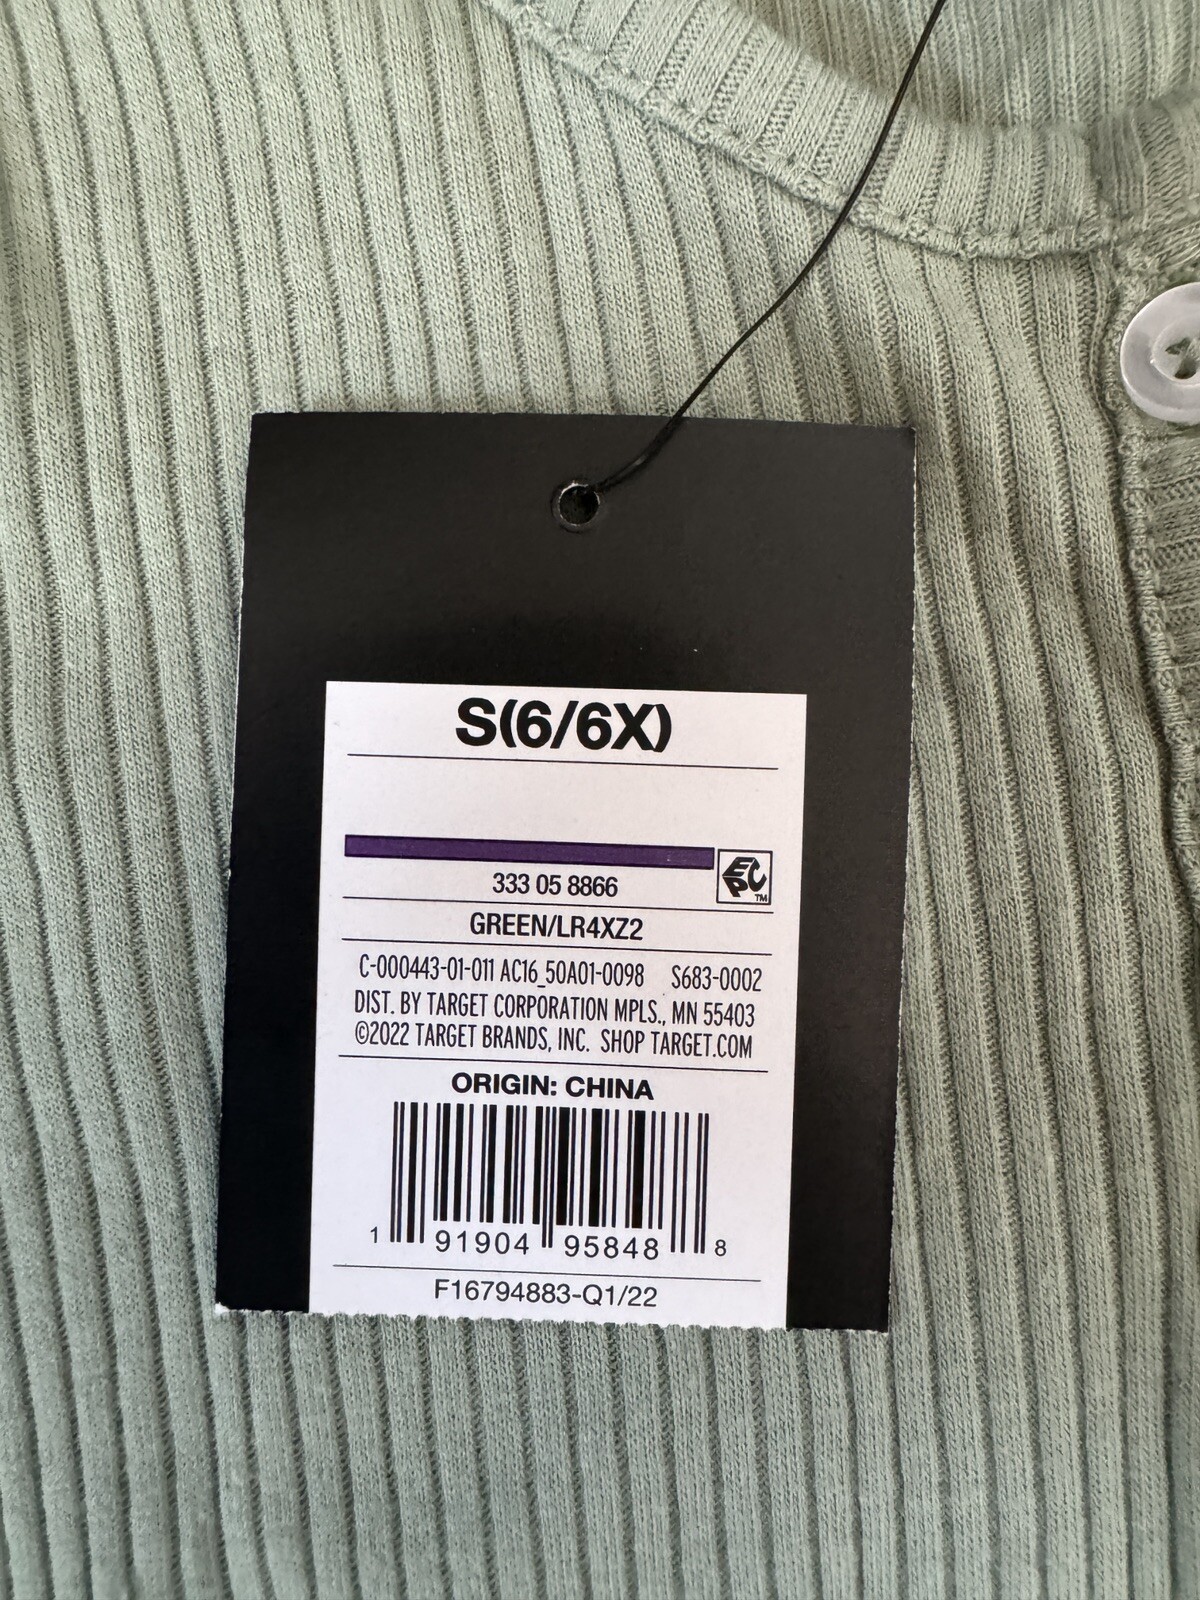 S(6/6X)
333 05 8866
EPC
TM
GREEN/LR4XZ2
C-000443-01-011 AC16_50A01-0098 S683-0002
DIST. BY TARGET CORPORATION MPLS., MN 55403
©2022 TARGET BRANDS, INC. SHOP TARGET.COM
ORIGIN: CHINA
1 91904 95848 8
F16794883-Q1/22